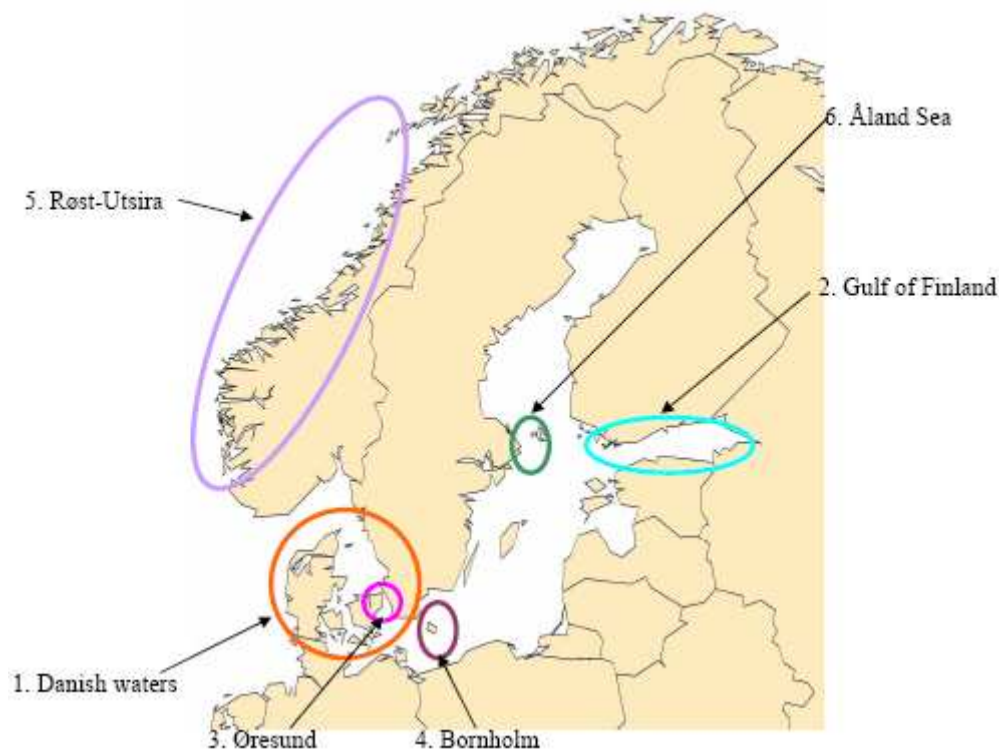 6. Åland Sea
5. Røst-Utsira
2. Gulf of Finland
1. Danish waters
3. Øresund
4. Bornholm